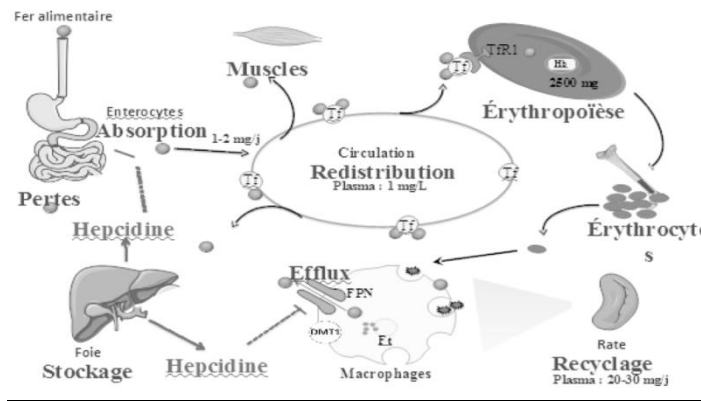 Fer alimentaire
Muscles
TfR1
Tf
Hb
2500 mg
Érythropoïèse
Enterocytes
Absorption
1-2 mg/j
Tf
Circulation
Redistribution
Plasma : 1 mg/L
Tf
Tf
Tf
Pertes
Hepcidine
Érythrocyte
s
Efflux
FPN
DMT1
Ft
Foie
Stockage
Hepcidine
Macrophages
Rate
Recyclage
Plasma : 20-30 mg/j